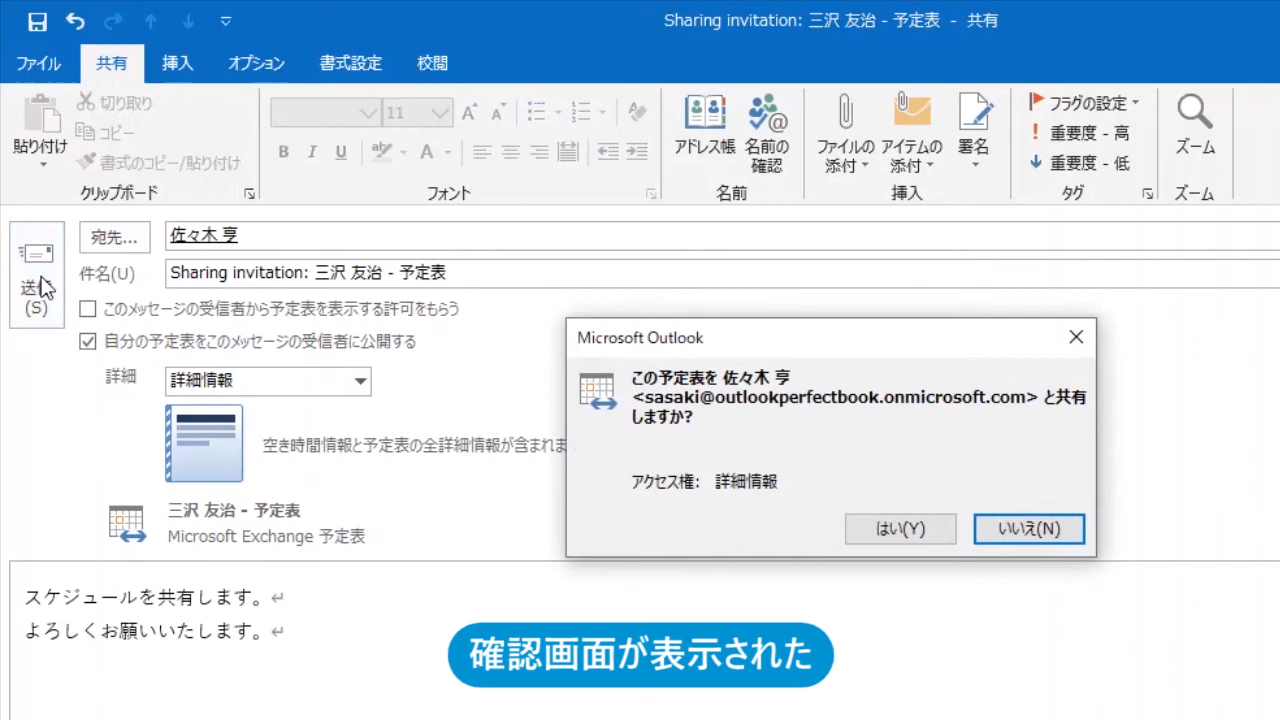 Sharing invitation: 三沢 友治 - 予定表 - 共有
ファイル 共有 挿入 オプション 書式設定 校閲
貼り付け
切り取り
コピー
書式のコピー/貼り付け
クリップボード
11
B I U A
フォント
アドレス帳
名前の
確認
名前
ファイルの
添付
アイテムの
添付
署名
挿入
フラグの設定
重要度 - 高
重要度 - 低
タグ
ズーム
ズーム
送信
(S)
宛先...
佐々木 亨
件名(U)
Sharing invitation: 三沢 友治 - 予定表
このメッセージの受信者から予定表を表示する許可をもらう
自分の予定表をこのメッセージの受信者に公開する
詳細
詳細情報
空き時間情報と予定表の全詳細情報が含まれま
三沢 友治 - 予定表
Microsoft Exchange 予定表
Microsoft Outlook
この予定表を 佐々木 亨
<sasaki@outlookperfectbook.onmicrosoft.com> と共有
しますか?
アクセス権: 詳細情報
はい(Y)
いいえ(N)
スケジュールを共有します。
よろしくお願いいたします。
確認画面が表示された